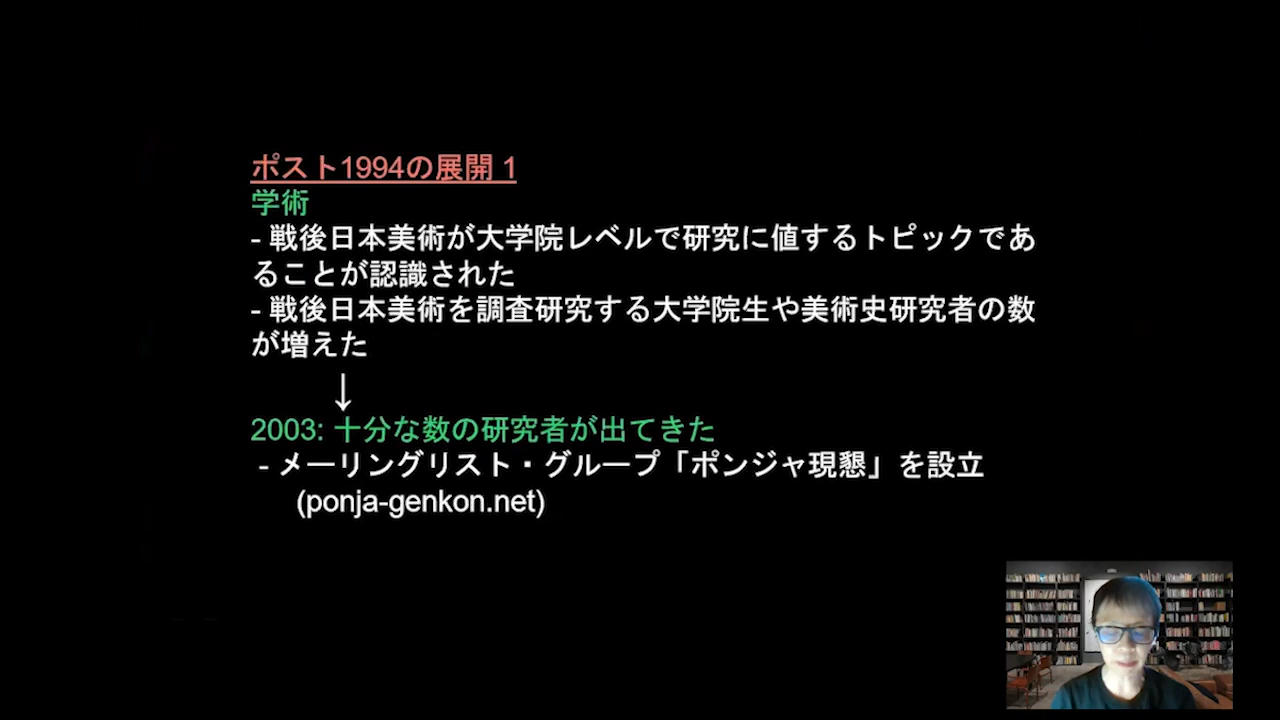 ポスト1994の展開 1
学術
- 戦後日本美術が大学院レベルで研究に値するトピックであ
ることが認識された
- 戦後日本美術を調査研究する大学院生や美術史研究者の数
が増えた
↓
2003: 十分な数の研究者が出てきた
- メーリングリスト・グループ「ポンジャ現懇」を設立
(ponja-genkon.net)